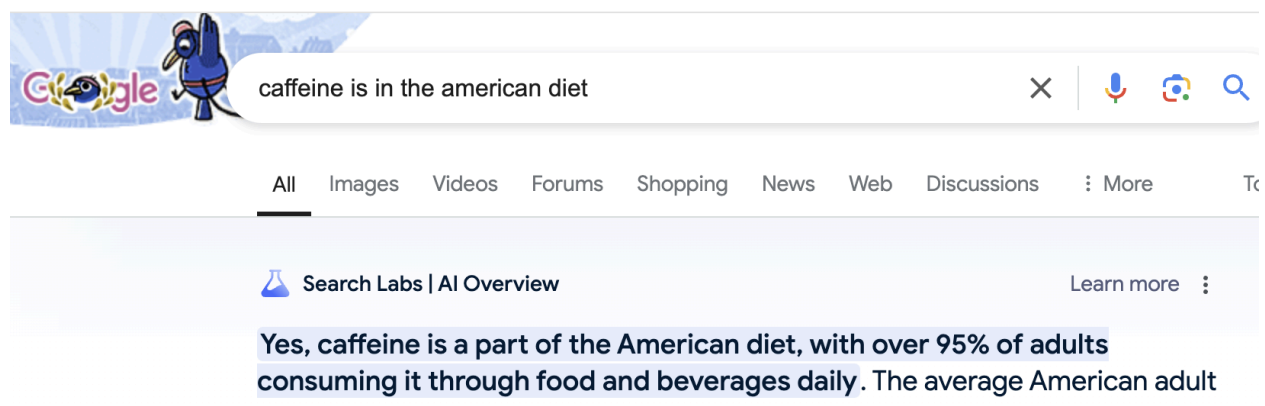 Google
caffeine is in the american diet
All Images Videos Forums Shopping News Web Discussions More
Search Labs | AI Overview Learn more
Yes, caffeine is a part of the American diet, with over 95% of adults
consuming it through food and beverages daily. The average American adult